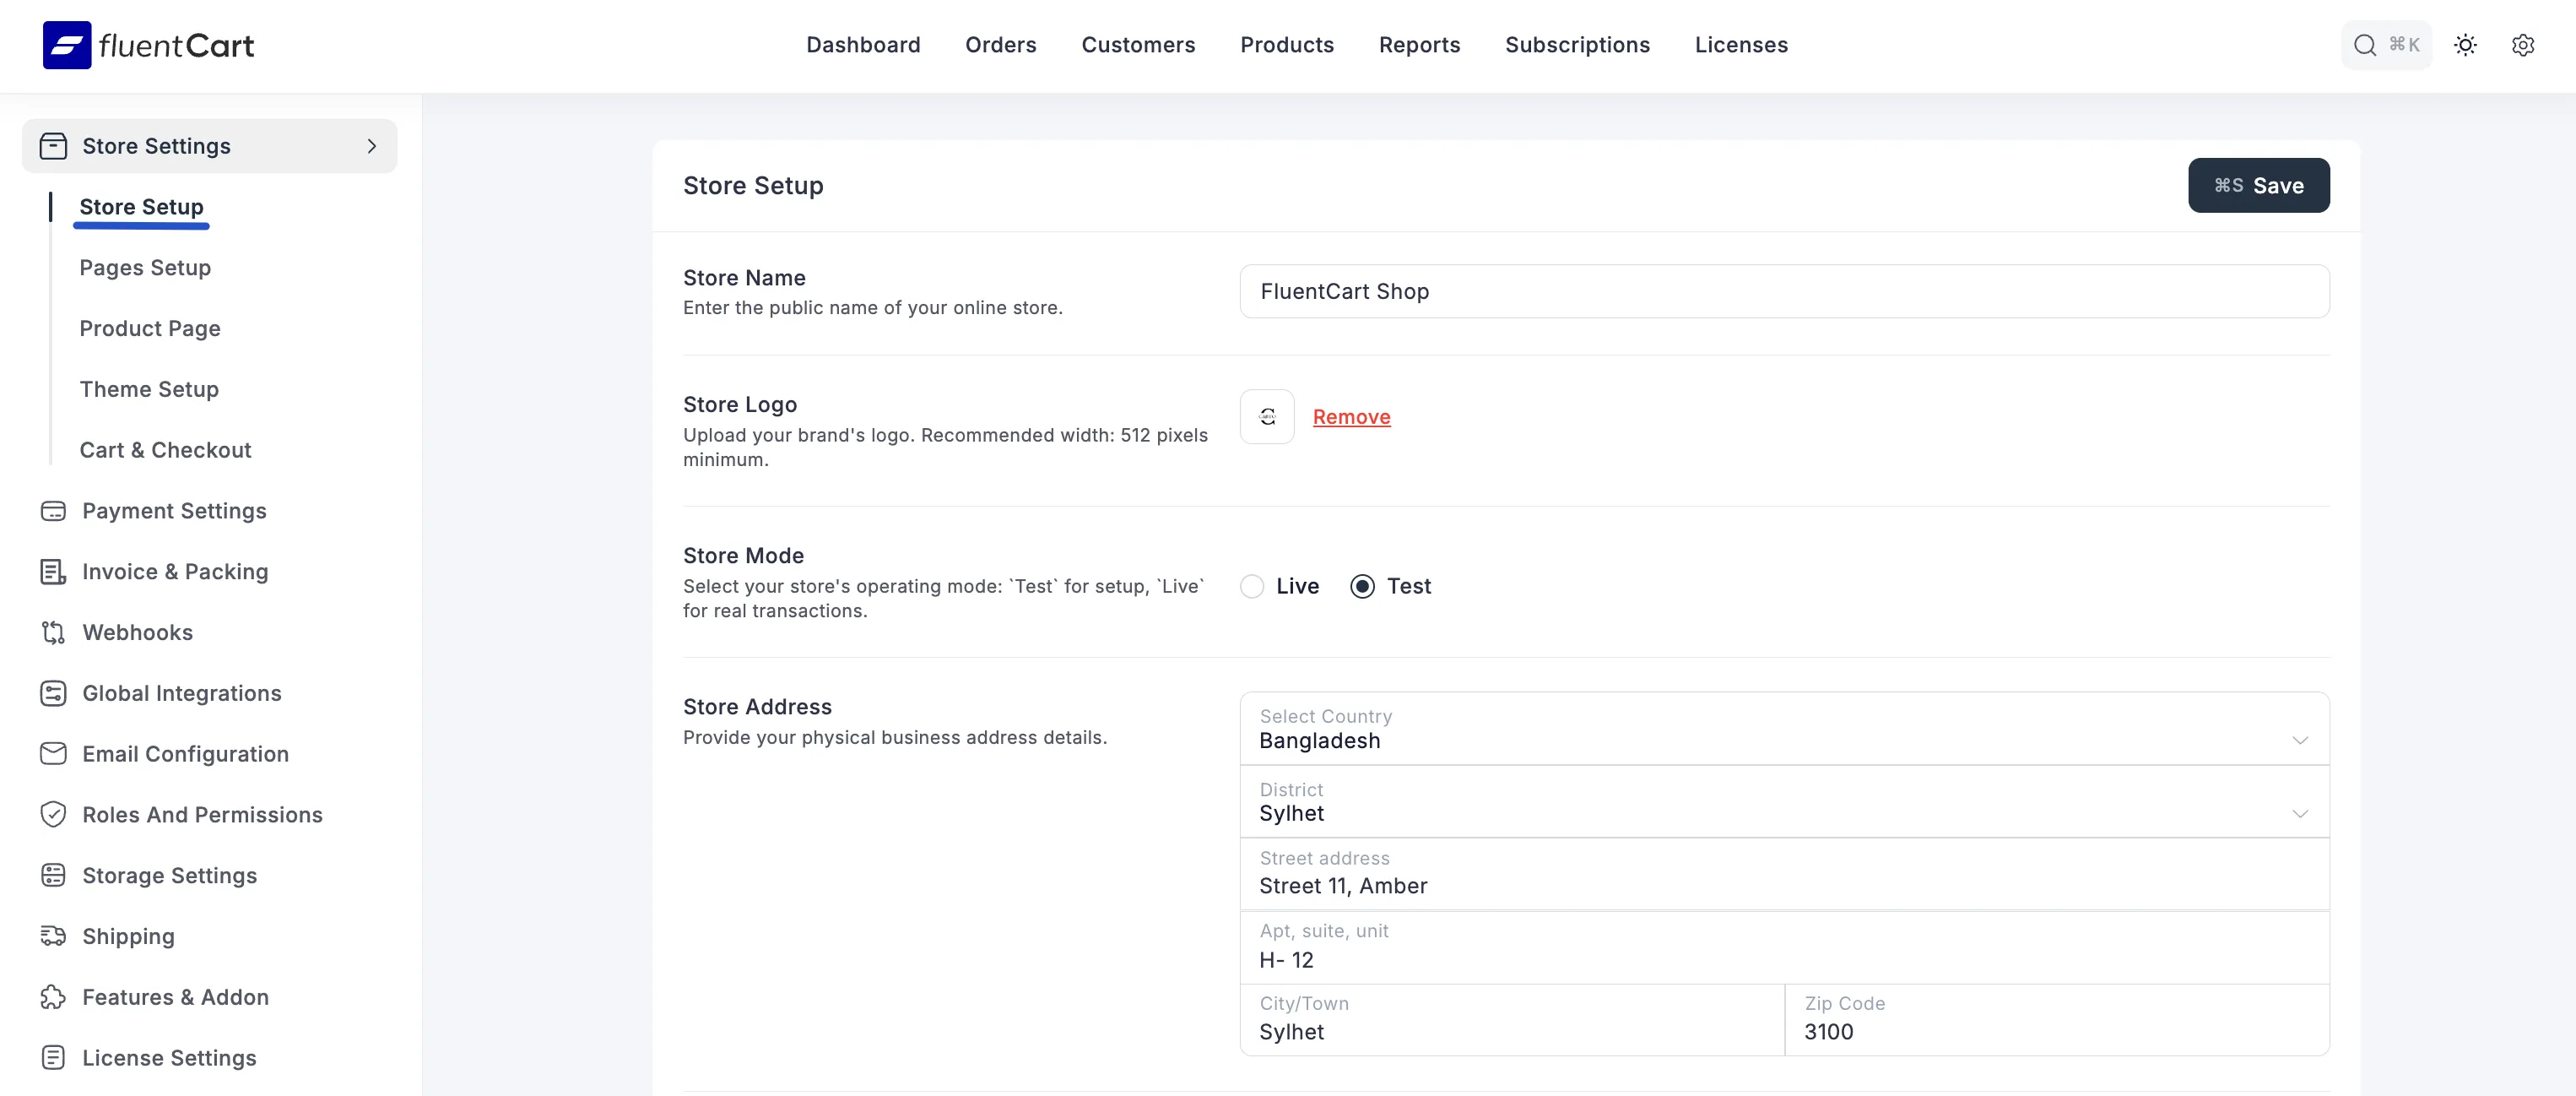 fluentCart
Dashboard
Orders
Customers
Products
Reports
Subscriptions
Licenses
⌘K
Store Settings
Store Setup
Pages Setup
Product Page
Theme Setup
Cart & Checkout
Payment Settings
Invoice & Packing
Webhooks
Global Integrations
Email Configuration
Roles And Permissions
Storage Settings
Shipping
Features & Addon
License Settings
Store Setup
⌘S Save
Store Name
Enter the public name of your online store.
FluentCart Shop
Store Logo
Upload your brand's logo. Recommended width: 512 pixels
minimum.
Remove
Store Mode
Select your store's operating mode: `Test` for setup, `Live`
for real transactions.
Live
Test
Store Address
Provide your physical business address details.
Select Country
Bangladesh
District
Sylhet
Street address
Street 11, Amber
Apt, suite, unit
H- 12
City/Town
Sylhet
Zip Code
3100